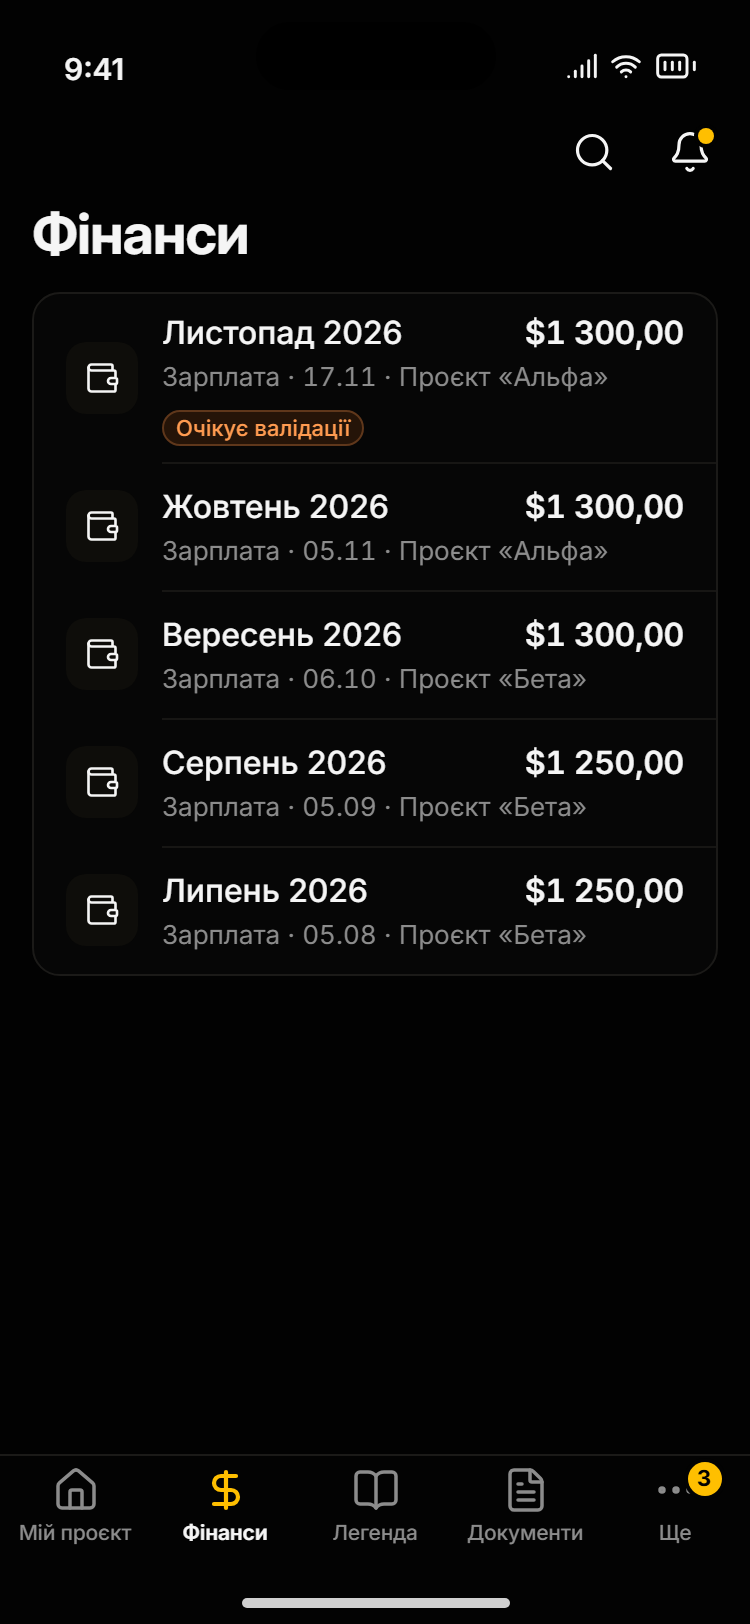 9:41
Фінанси
Листопад 2026 $1 300,00
Зарплата · 17.11 · Проєкт «Альфа»
Очікує валідації
Жовтень 2026 $1 300,00
Зарплата · 05.11 · Проєкт «Альфа»
Вересень 2026 $1 300,00
Зарплата · 06.10 · Проєкт «Бета»
Серпень 2026 $1 250,00
Зарплата · 05.09 · Проєкт «Бета»
Липень 2026 $1 250,00
Зарплата · 05.08 · Проєкт «Бета»
3
Мій проєкт Фінанси Легенда Документи Ще